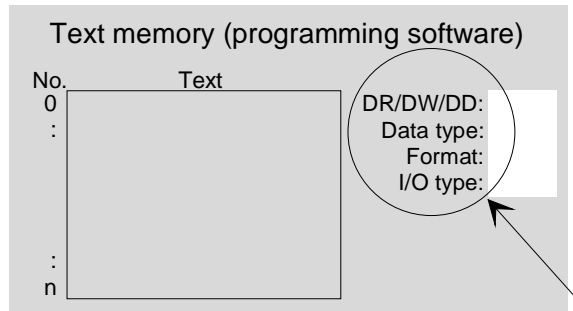 Text memory (programming software)
No. Text
0
:
:
n
DR/DW/DD:
Data type:
Format:
I/O type: